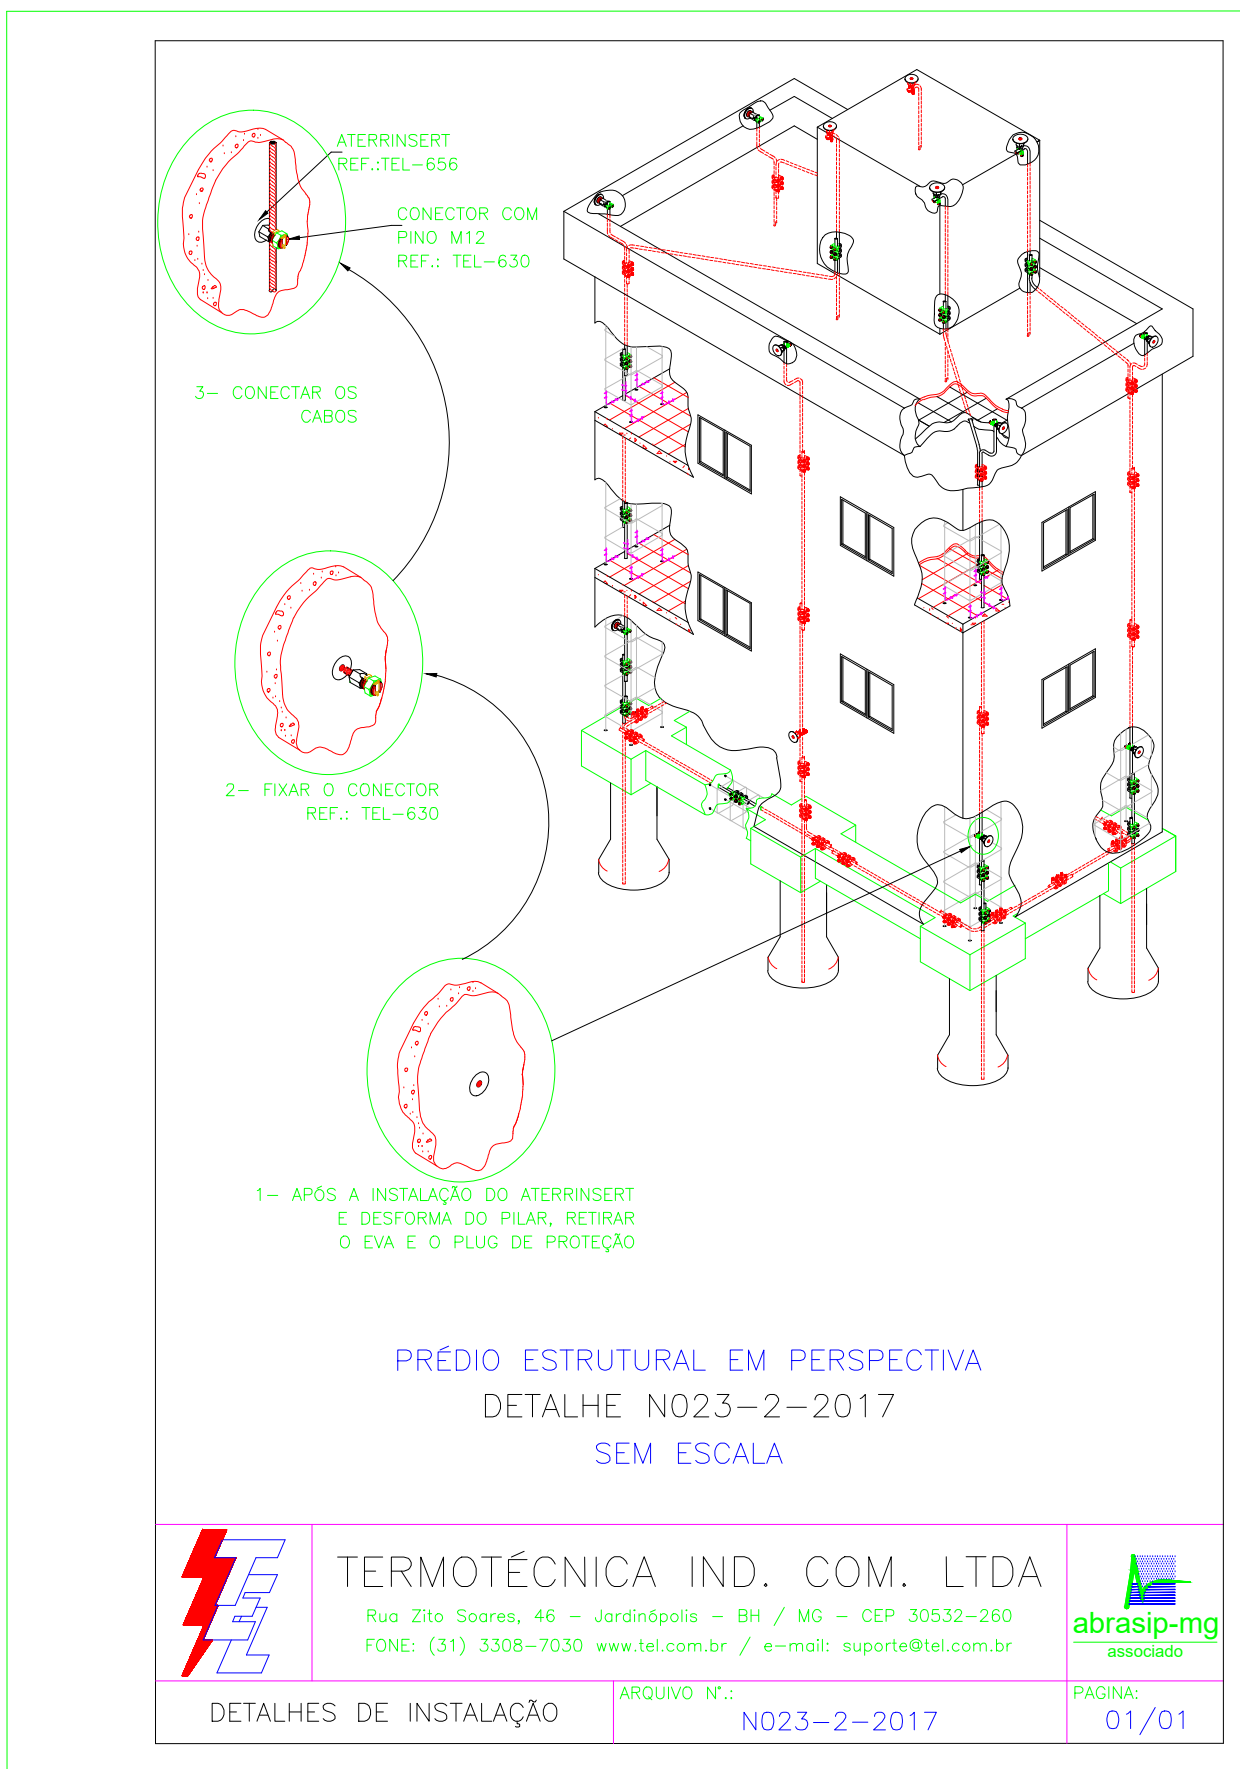 ATERRINSERT
REF.:TEL-656
CONECTOR COM
PINO M12
REF.: TEL-630
3- CONECTAR OS
CABOS
2- FIXAR O CONECTOR
REF.: TEL-630
1- APÓS A INSTALAÇÃO DO ATERRINSERT
E DESFORMA DO PILAR, RETIRAR
O EVA E O PLUG DE PROTEÇÃO
PRÉDIO ESTRUTURAL EM PERSPECTIVA
DETALHE N023-2-2017
SEM ESCALA
TEL
TERMOTÉCNICA IND. COM. LTDA
Rua Zito Soares, 46 - Jardinópolis - BH / MG - CEP 30532-260
FONE: (31) 3308-7030 www.tel.com.br / e-mail: suporte@tel.com.br
abrasip-mg
associado
DETALHES DE INSTALAÇÃO
ARQUIVO N°.:
N023-2-2017
PAGINA:
01/01